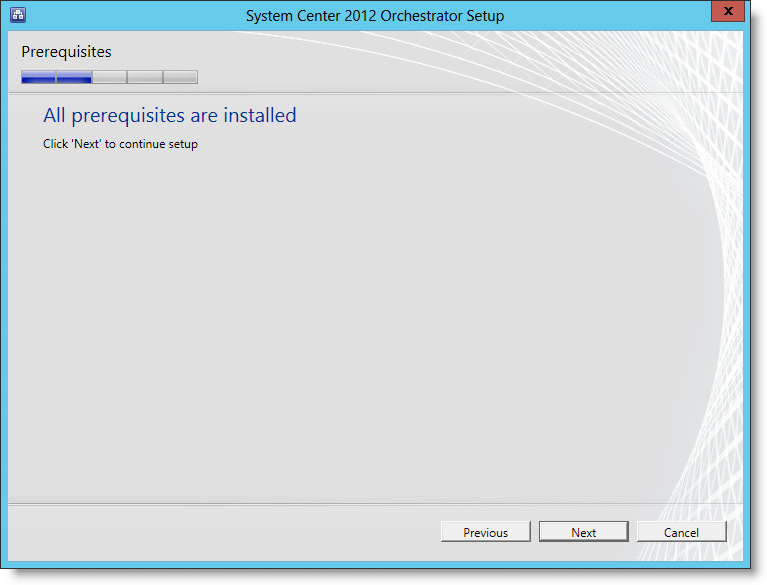 System Center 2012 Orchestrator Setup
x
Prerequisites
All prerequisites are installed
Click 'Next' to continue setup
Previous
Next
Cancel